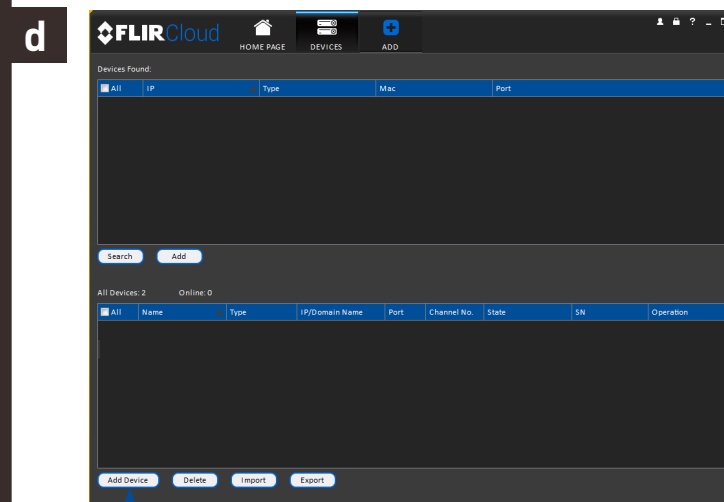 d
FLIRCloud
HOME PAGE DEVICES ADD
?
Devices Found:
All IP Type Mac Port
Search Add
All Devices: 2 Online: 0
All Name Type IP/Domain Name Port Channel No. State SN Operation
Add Device Delete Import Export